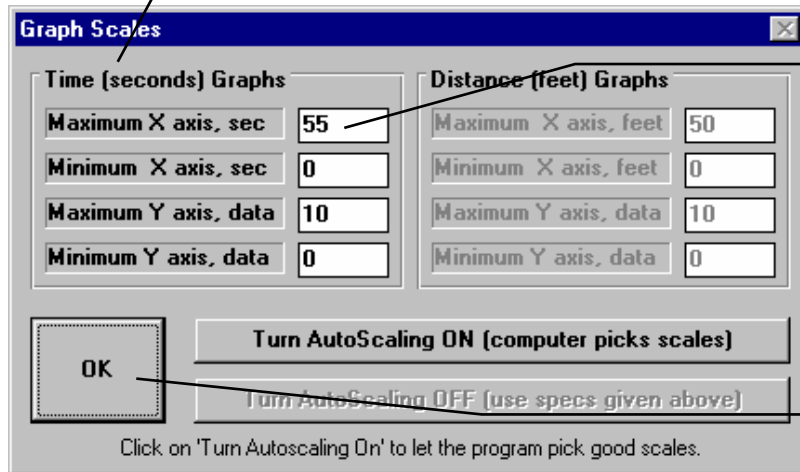 Graph Scales
Time (seconds) Graphs
Maximum X axis, sec 55
Minimum X axis, sec 0
Maximum Y axis, data 10
Minimum Y axis, data 0
Distance (feet) Graphs
Maximum X axis, feet 50
Minimum X axis, feet 0
Maximum Y axis, data 10
Minimum Y axis, data 0
OK
Turn AutoScaling ON (computer picks scales)
Turn AutoScaling OFF (use specs given above)
Click on 'Turn Autoscaling On' to let the program pick good scales.